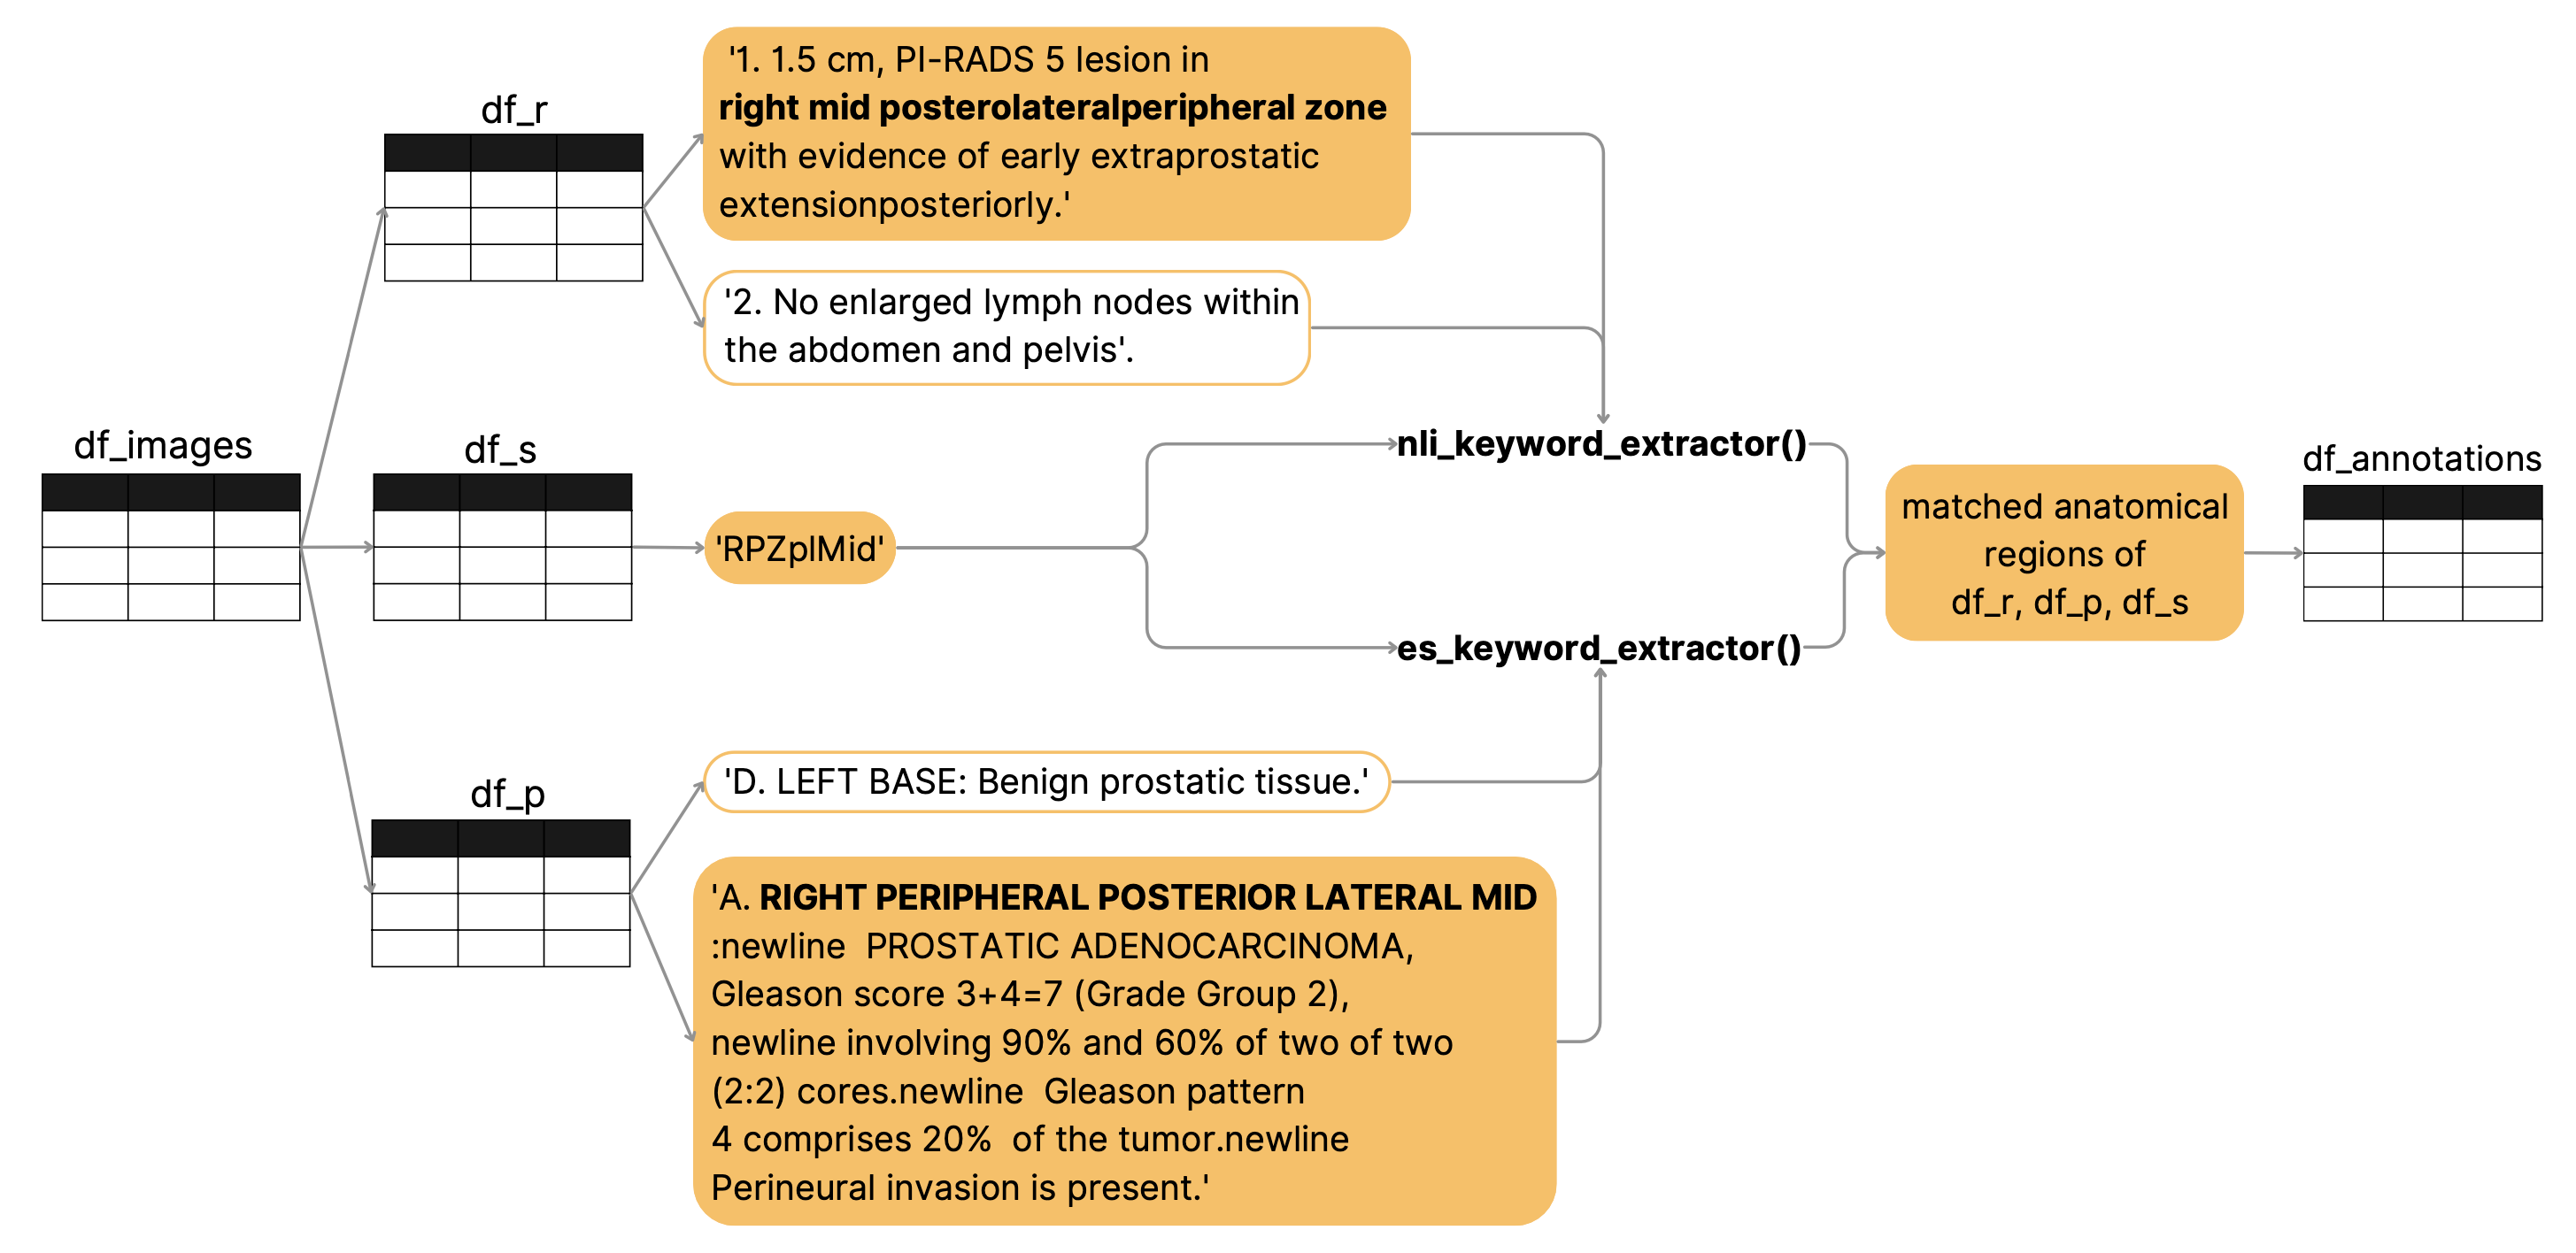 df_r
'1. 1.5 cm, PI-RADS 5 lesion in
right mid posterolateralperipheral zone
with evidence of early extraprostatic
extensionposteriorly.'
'2. No enlarged lymph nodes within
the abdomen and pelvis'.
df_images
df_s
'RPZplMid'
nli_keyword_extractor()
es_keyword_extractor()
matched anatomical
regions of
df_r, df_p, df_s
df_annotations
df_p
'D. LEFT BASE: Benign prostatic tissue.'
'A. RIGHT PERIPHERAL POSTERIOR LATERAL MID
:newline  PROSTATIC ADENOCARCINOMA,
Gleason score 3+4=7 (Grade Group 2),
newline involving 90% and 60% of two of two
(2:2) cores.newline  Gleason pattern
4 comprises 20%  of the tumor.newline
Perineural invasion is present.'